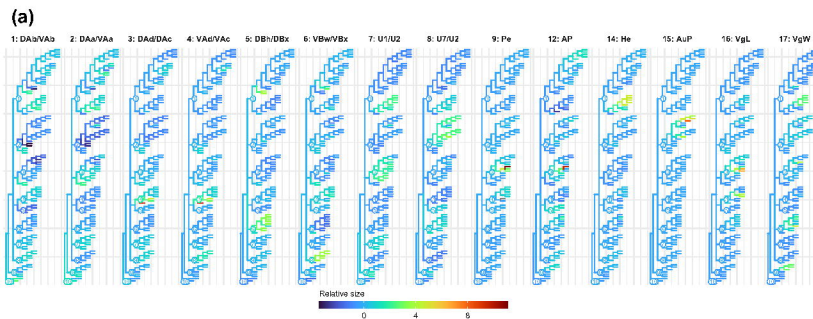 (a)
1: DAb/VAb 2: DAa/VAa 3: DAd/DAc 4: VAd/VAc 5: DBh/DBx 6: VBw/VBx 7: U1/U2 8: U7/U2 9: Pe 12: AP 14: He 15: AuP 16: VgL 17: VgW
Relative size
0 4 8